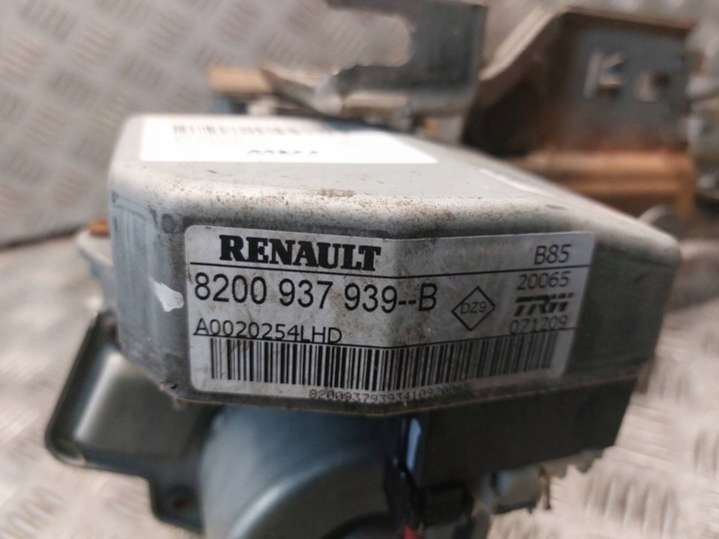 RENAULT
B85
8200 937 939--B
DZ9
20065
TRW
A0020254LHD
071209